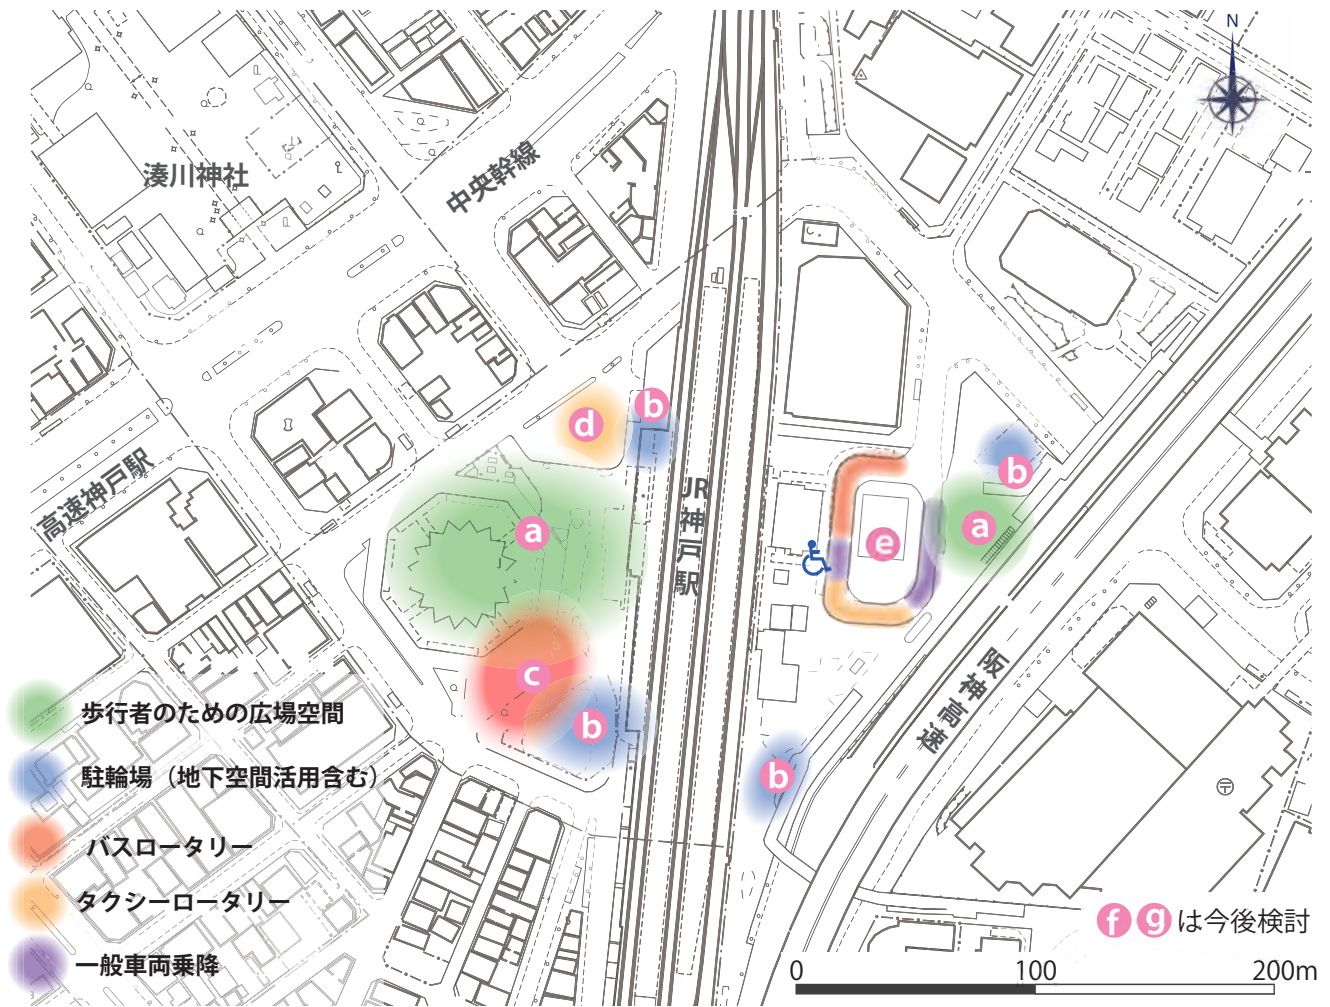 N
湊川神社
中央幹線
高速神戸駅
d
b
JR神戸駅
a
b
a
e
c
b
b
阪神高速
歩行者のための広場空間
駐輪場（地下空間活用含む）
バスロータリー
タクシーロータリー
一般車両乗降
f g は今後検討
0 100 200m